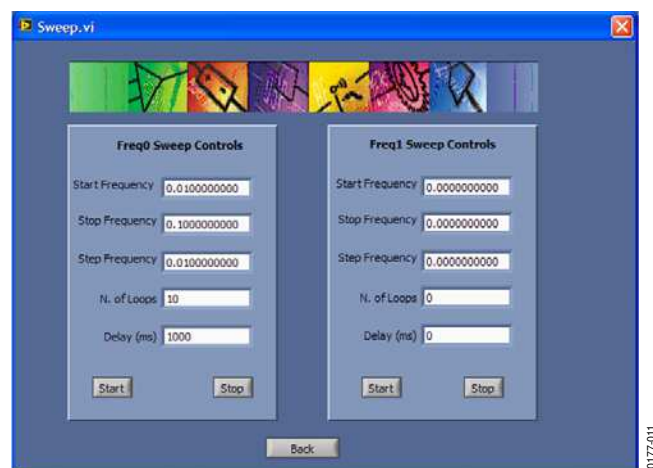 Sweep.vi
Freq0 Sweep Controls
Start Frequency 0.0100000000
Stop Frequency 0.1000000000
Step Frequency 0.0100000000
N. of Loops 10
Delay (ms) 1000
Start Stop
Freq1 Sweep Controls
Start Frequency 0.0000000000
Stop Frequency 0.0000000000
Step Frequency 0.0000000000
N. of Loops 0
Delay (ms) 0
Start Stop
Back